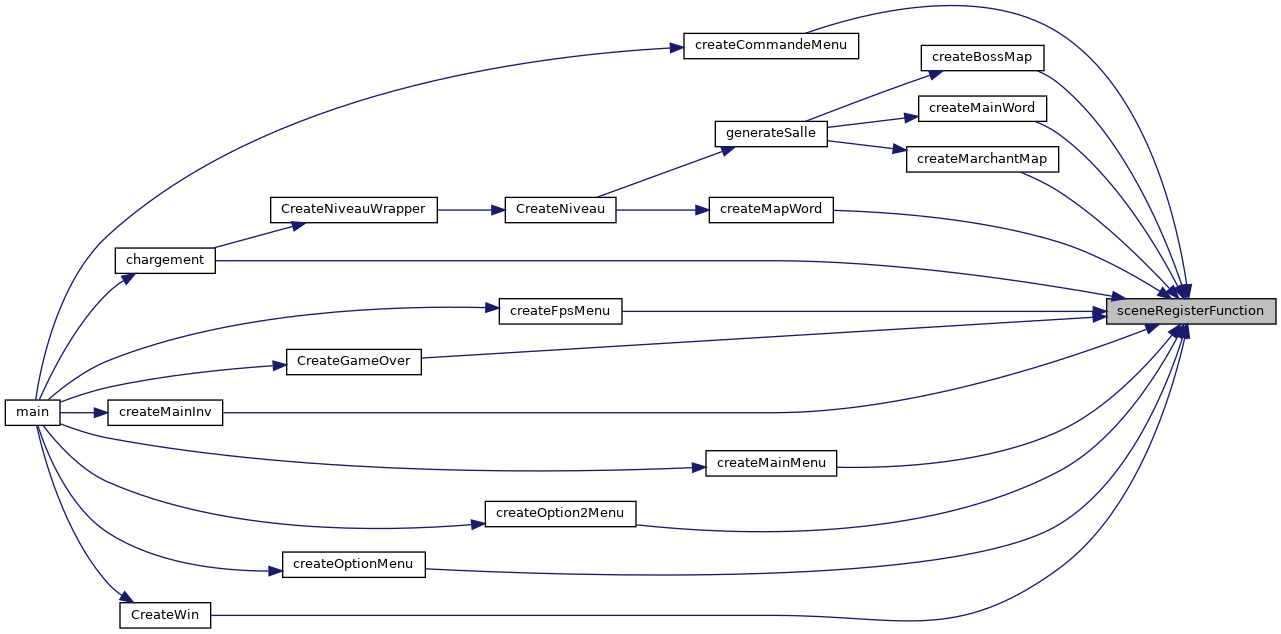 createCommandeMenu
createBossMap
createMainWord
generateSalle
createMarchantMap
CreateNiveauWrapper
CreateNiveau
createMapWord
chargement
createFpsMenu
sceneRegisterFunction
CreateGameOver
main
createMainInv
createMainMenu
createOption2Menu
createOptionMenu
CreateWin